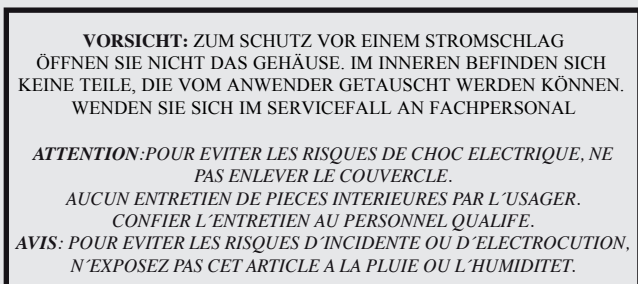 VORSICHT: ZUM SCHUTZ VOR EINEM STROMSCHLAG
ÖFFNEN SIE NICHT DAS GEHÄUSE. IM INNEREN BEFINDEN SICH
KEINE TEILE, DIE VOM ANWENDER GETAUSCHT WERDEN KÖNNEN.
WENDEN SIE SICH IM SERVICEFALL AN FACHPERSONAL
ATTENTION:POUR EVITER LES RISQUES DE CHOC ELECTRIQUE, NE
PAS ENLEVER LE COUVERCLE.
AUCUN ENTRETIEN DE PIECES INTERIEURES PAR L´USAGER.
CONFIER L´ENTRETIEN AU PERSONNEL QUALIFE.
AVIS: POUR EVITER LES RISQUES D´INCIDENTE OU D´ELECTROCUTION,
N´EXPOSEZ PAS CET ARTICLE A LA PLUIE OU L´HUMIDITET.